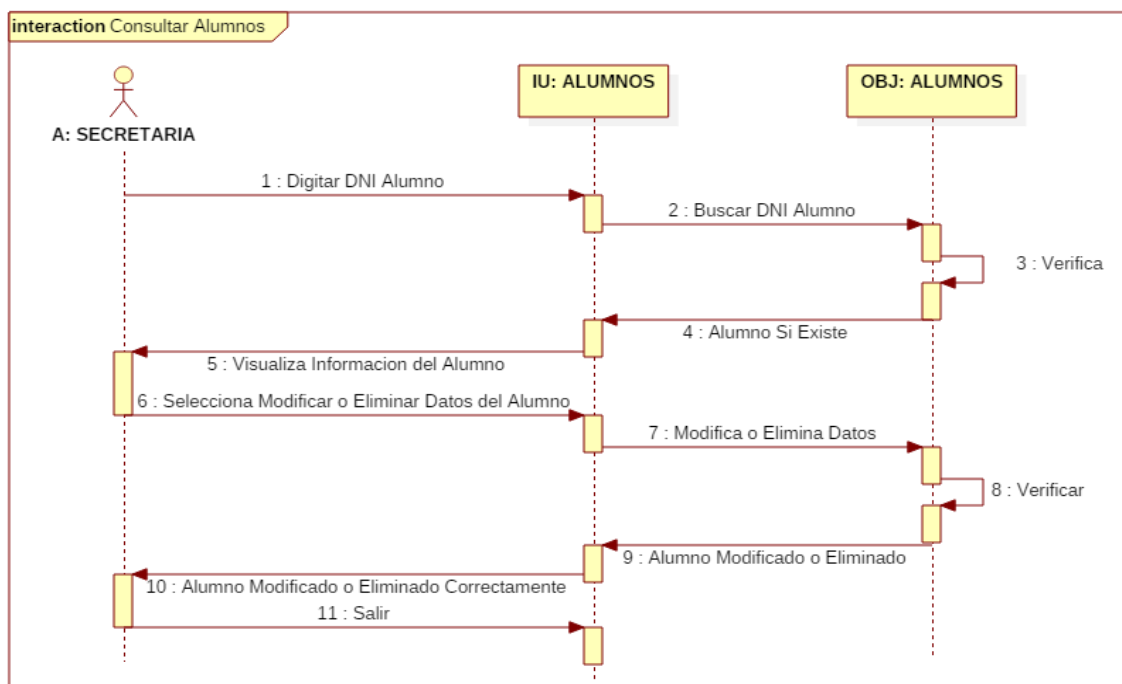 interaction Consultar Alumnos
IU: ALUMNOS
OBJ: ALUMNOS
A: SECRETARIA
1 : Digitar DNI Alumno
2 : Buscar DNI Alumno
3 : Verifica
4 : Alumno Si Existe
5 : Visualiza Informacion del Alumno
6 : Selecciona Modificar o Eliminar Datos del Alumno
7 : Modifica o Elimina Datos
8 : Verificar
9 : Alumno Modificado o Eliminado
10 : Alumno Modificado o Eliminado Correctamente
11 : Salir